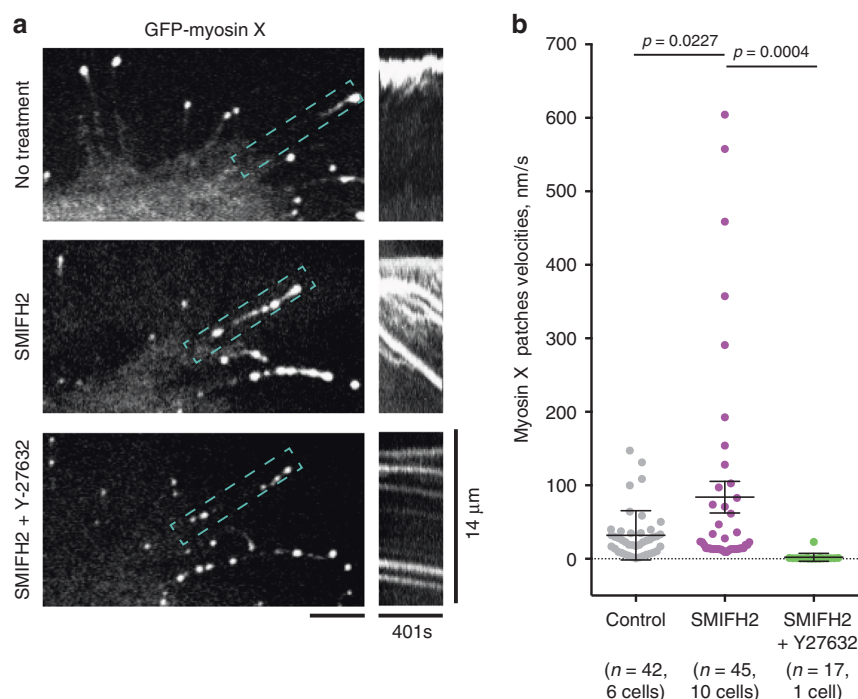 a
GFP-myosin X
No treatment
SMIFH2
SMIFH2 + Y-27632
14 μm
401s
b
p = 0.0227
p = 0.0004
Myosin X patches velocities, nm/s
700
600
500
400
300
200
100
0
Control
SMIFH2
SMIFH2
+ Y27632
(n = 42,
6 cells)
(n = 45,
10 cells)
(n = 17,
1 cell)